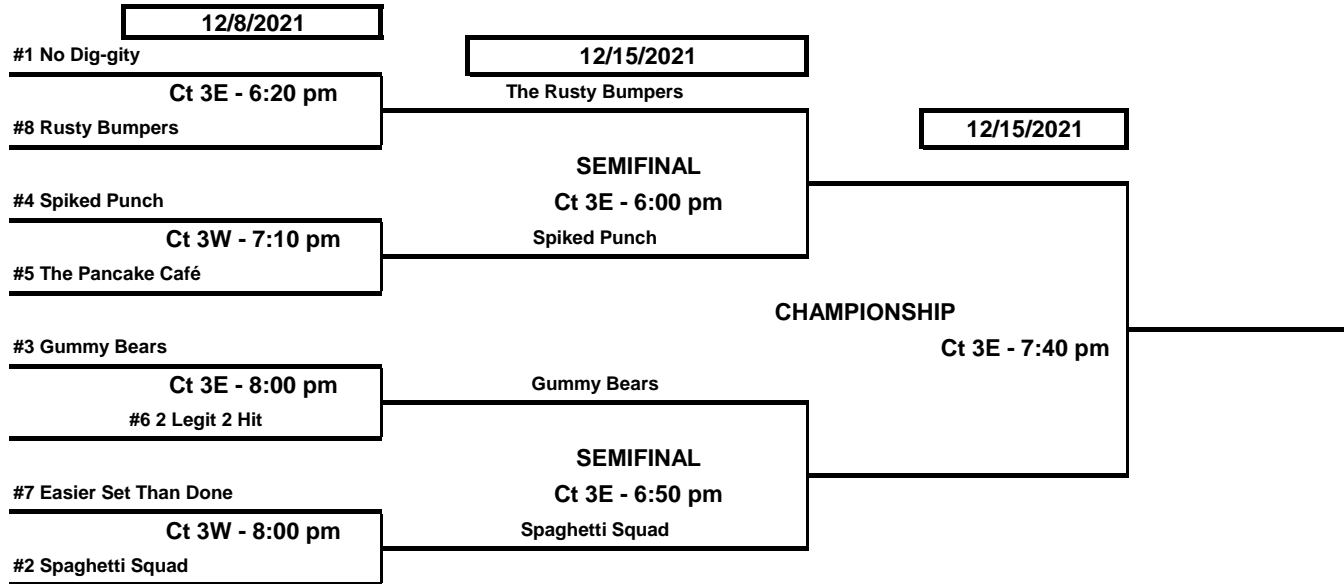 12/8/2021
#1 No Dig-gity
12/15/2021
Ct 3E - 6:20 pm
The Rusty Bumpers
#8 Rusty Bumpers
12/15/2021
SEMIFINAL
#4 Spiked Punch
Ct 3E - 6:00 pm
Ct 3W - 7:10 pm
Spiked Punch
#5 The Pancake Café
CHAMPIONSHIP
#3 Gummy Bears
Ct 3E - 7:40 pm
Ct 3E - 8:00 pm
Gummy Bears
#6 2 Legit 2 Hit
SEMIFINAL
#7 Easier Set Than Done
Ct 3E - 6:50 pm
Ct 3W - 8:00 pm
Spaghetti Squad
#2 Spaghetti Squad